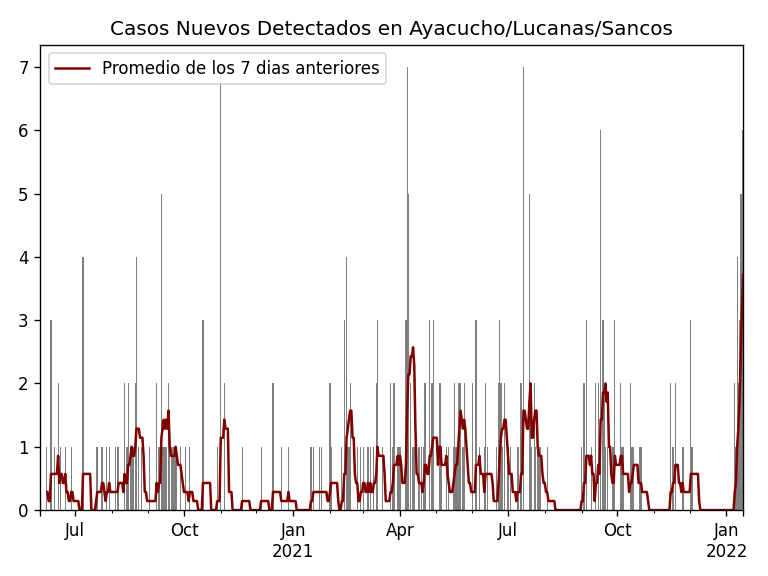 Casos Nuevos Detectados en Ayacucho/Lucanas/Sancos
Promedio de los 7 dias anteriores
7
6
5
4
3
2
1
0
Jul
Oct
Jan
2021
Apr
Jul
Oct
Jan
2022